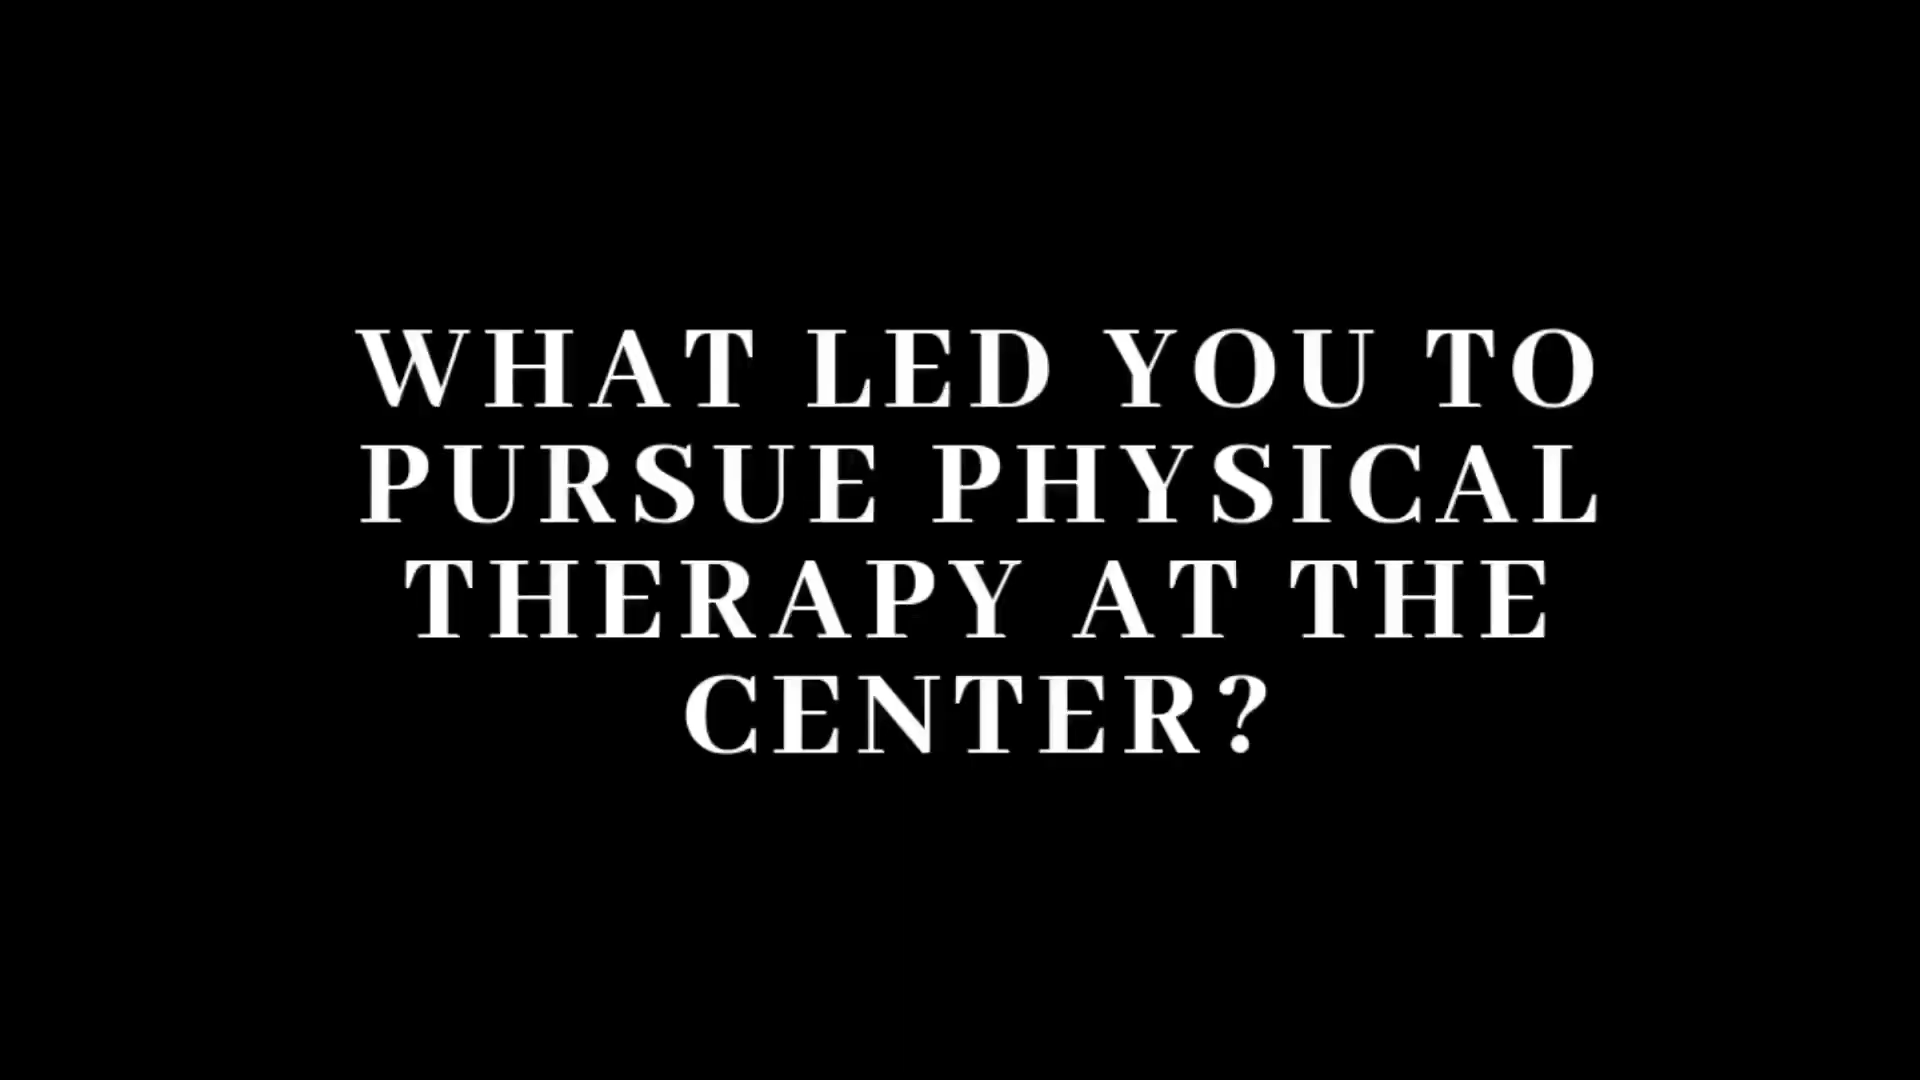 WHAT LED YOU TO
PURSUE PHYSICAL
THERAPY AT THE
CENTER?